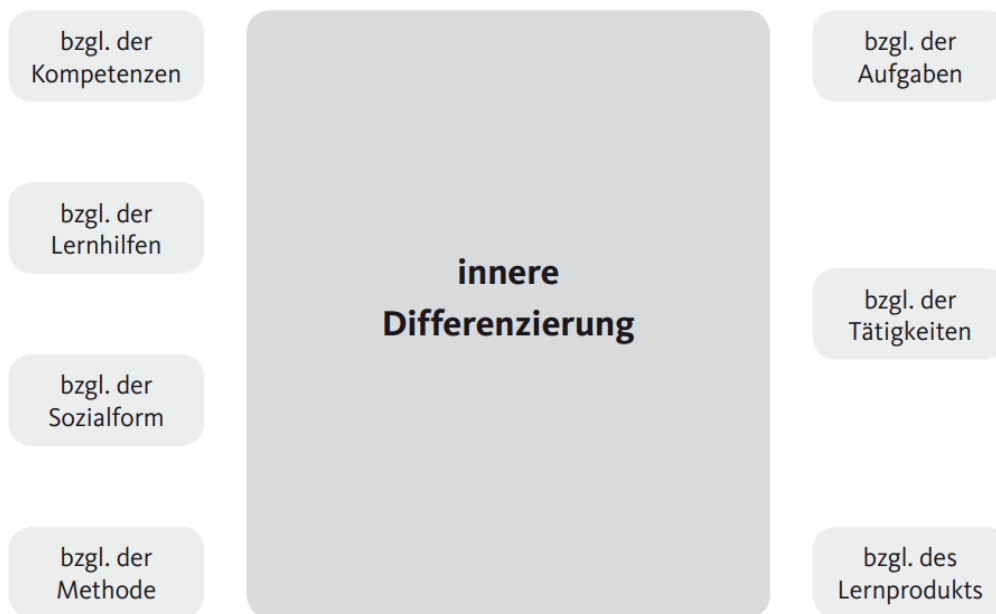 bzgl. der
Kompetenzen
bzgl. der
Lernhilfen
bzgl. der
Sozialform
bzgl. der
Methode
innere
Differenzierung
bzgl. der
Aufgaben
bzgl. der
Tätigkeiten
bzgl. des
Lernprodukts